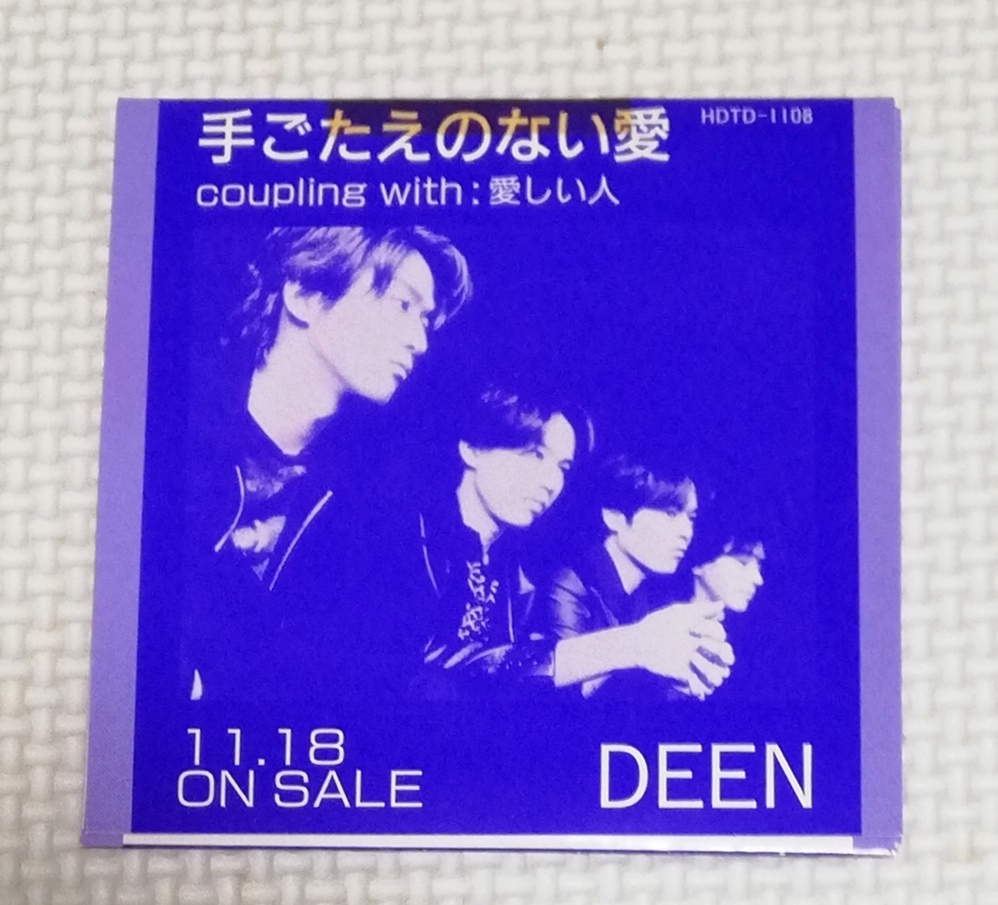 手ごたえのない愛
HDTD-1108
coupling with:愛しい人
11.18
ON SALE
DEEN